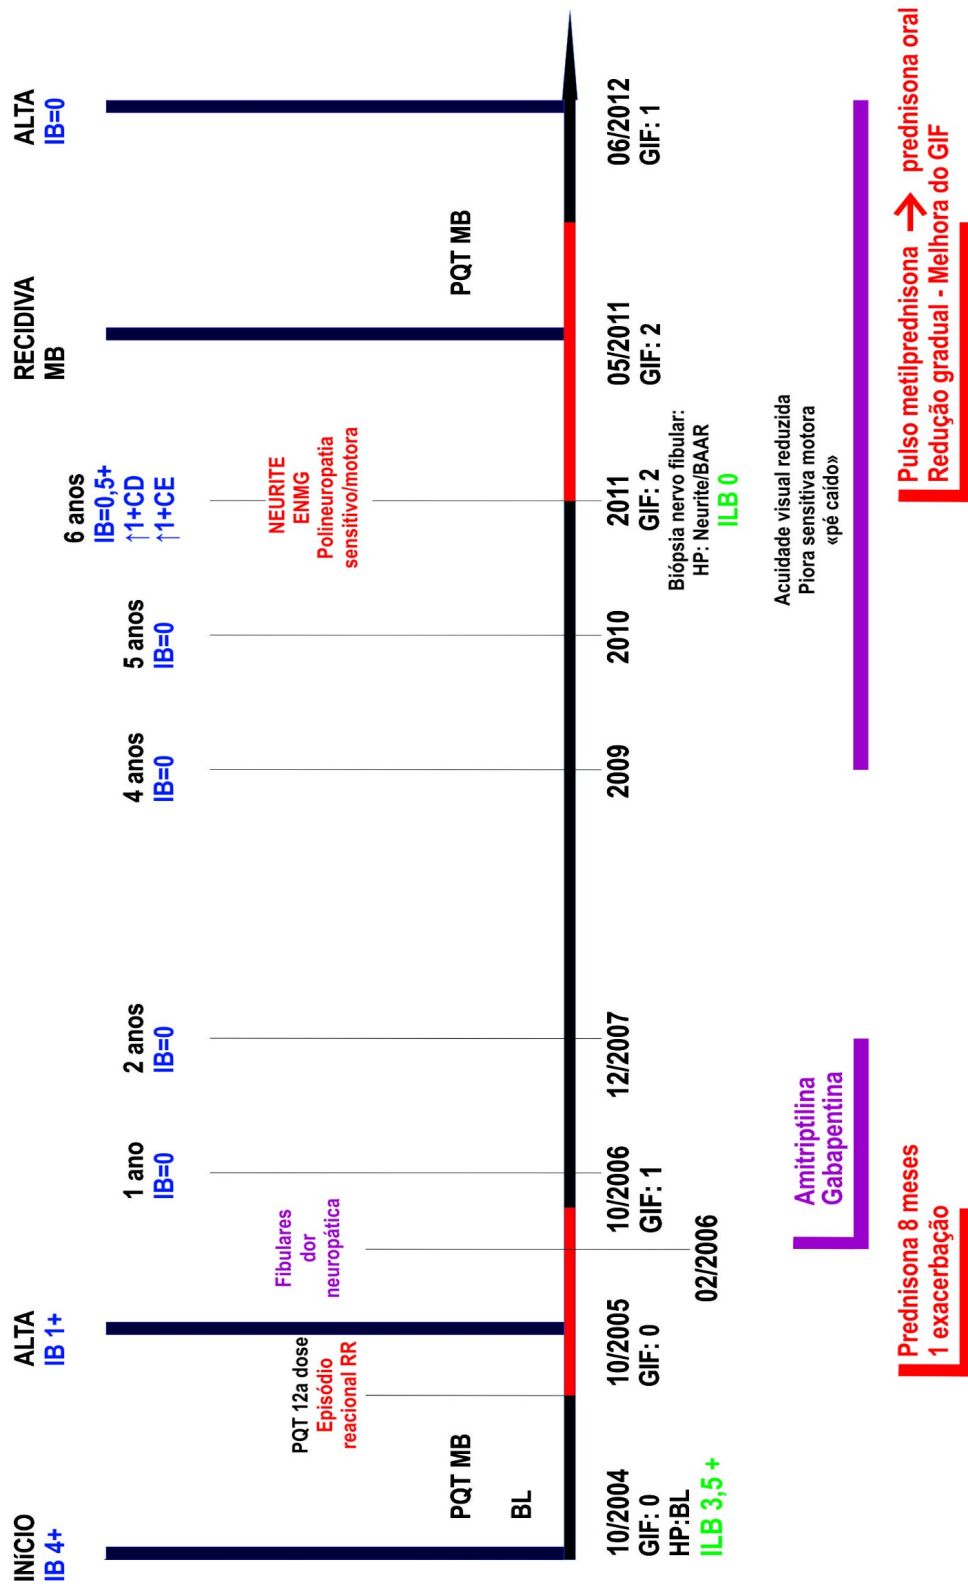 INÍCIO
IB 4+
ALTA
IB 1+
RECIDIVA
MB
ALTA
IB=0
1 ano
IB=0
2 anos
IB=0
4 anos
IB=0
5 anos
IB=0
6 anos
IB=0,5+
↑1+CD
↑1+CE
PQT 12a dose
Episódio
reacional RR
Fibulares
dor
neuropática
NEURITE
ENMG
Polineuropatia
sensitivo/motora
PQT MB
BL
PQT MB
10/2004
GIF: 0
HP:BL
ILB 3,5 +
10/2005
GIF: 0
02/2006
10/2006
GIF: 1
12/2007
2009
2010
2011
GIF: 2
Biópsia nervo fibular:
HP: Neurite/BAAR
ILB 0
05/2011
GIF: 2
06/2012
GIF: 1
Amitriptilina
Gabapentina
Acuidade visual reduzida
Piora sensitiva motora
«pé caído»
Prednisona 8 meses
1 exacerbação
Pulso metilprednisona → prednisona oral
Redução gradual - Melhora do GIF